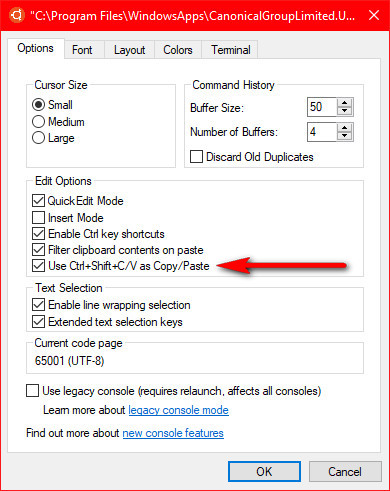 "C:\Program Files\WindowsApps\CanonicalGroupLimited.U...
Options Font Layout Colors Terminal
Cursor Size
Small
Medium
Large
Command History
Buffer Size: 50
Number of Buffers: 4
Discard Old Duplicates
Edit Options
QuickEdit Mode
Insert Mode
Enable Ctrl key shortcuts
Filter clipboard contents on paste
Use Ctrl+Shift+C/V as Copy/Paste
Text Selection
Enable line wrapping selection
Extended text selection keys
Current code page
65001 (UTF-8)
Use legacy console (requires relaunch, affects all consoles)
Learn more about legacy console mode
Find out more about new console features
OK Cancel